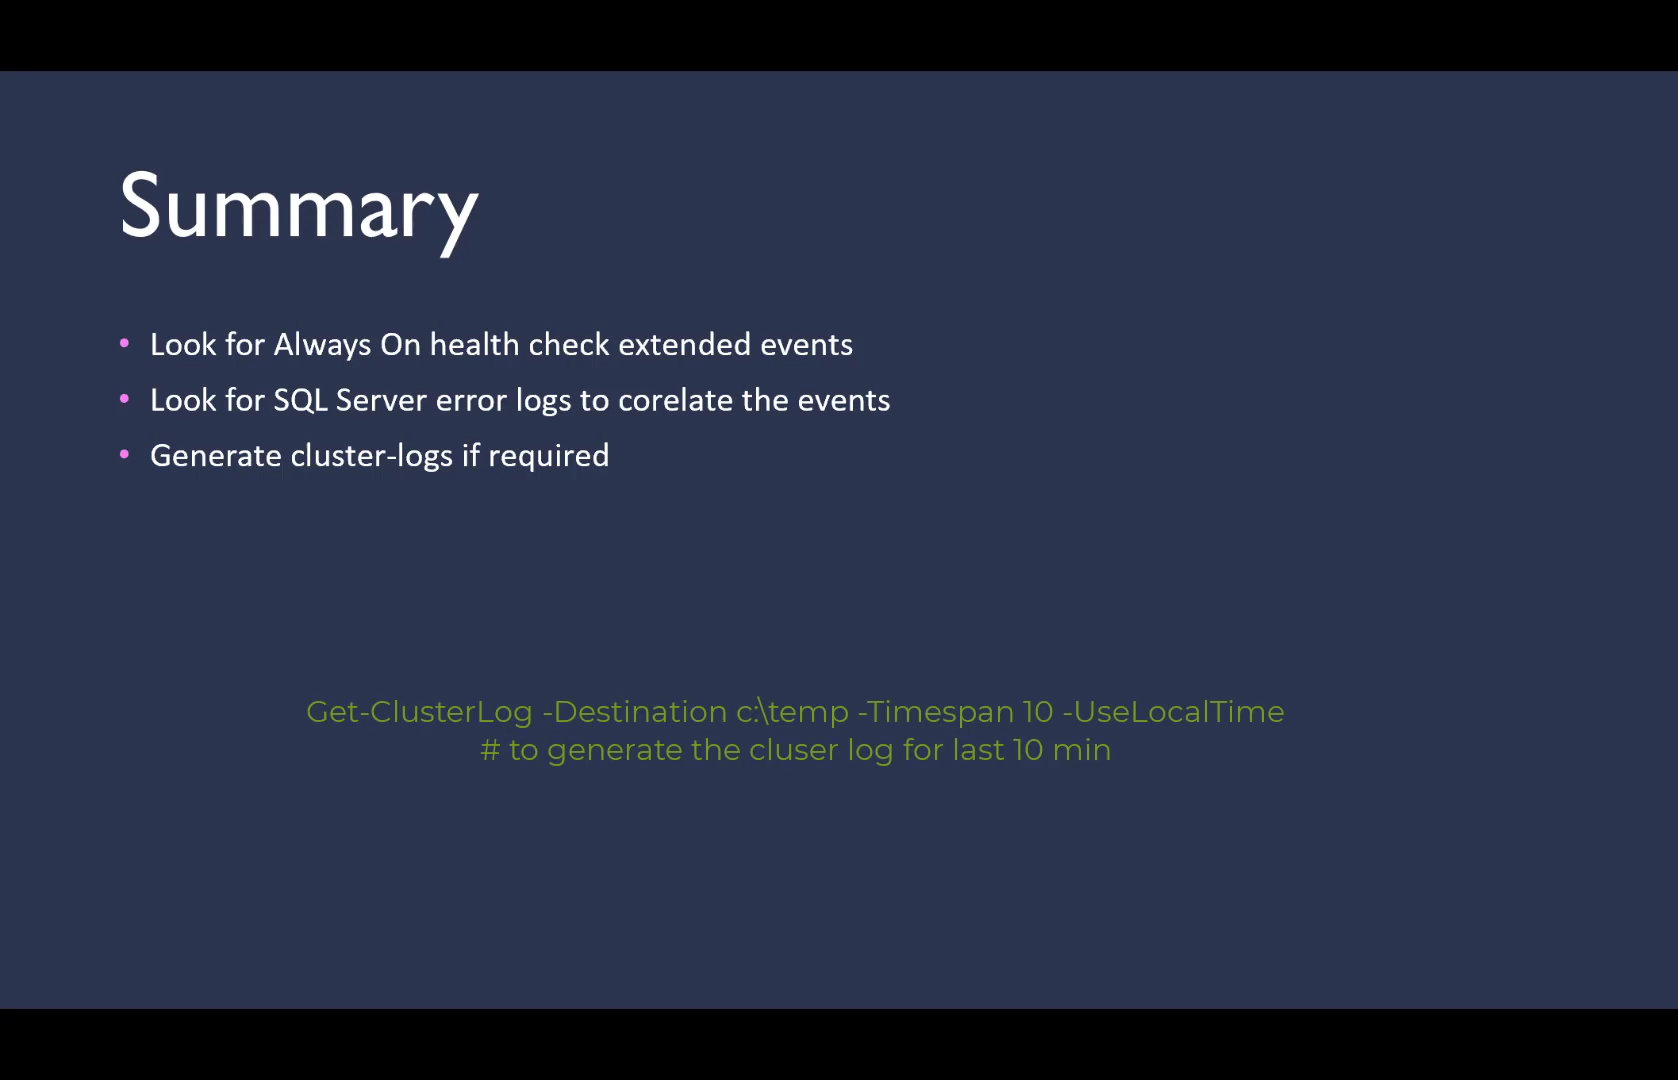 Summary
• Look for Always On health check extended events
• Look for SQL Server error logs to corelate the events
• Generate cluster-logs if required
Get-ClusterLog -Destination c:\temp -Timespan 10 -UseLocalTime
# to generate the cluser log for last 10 min